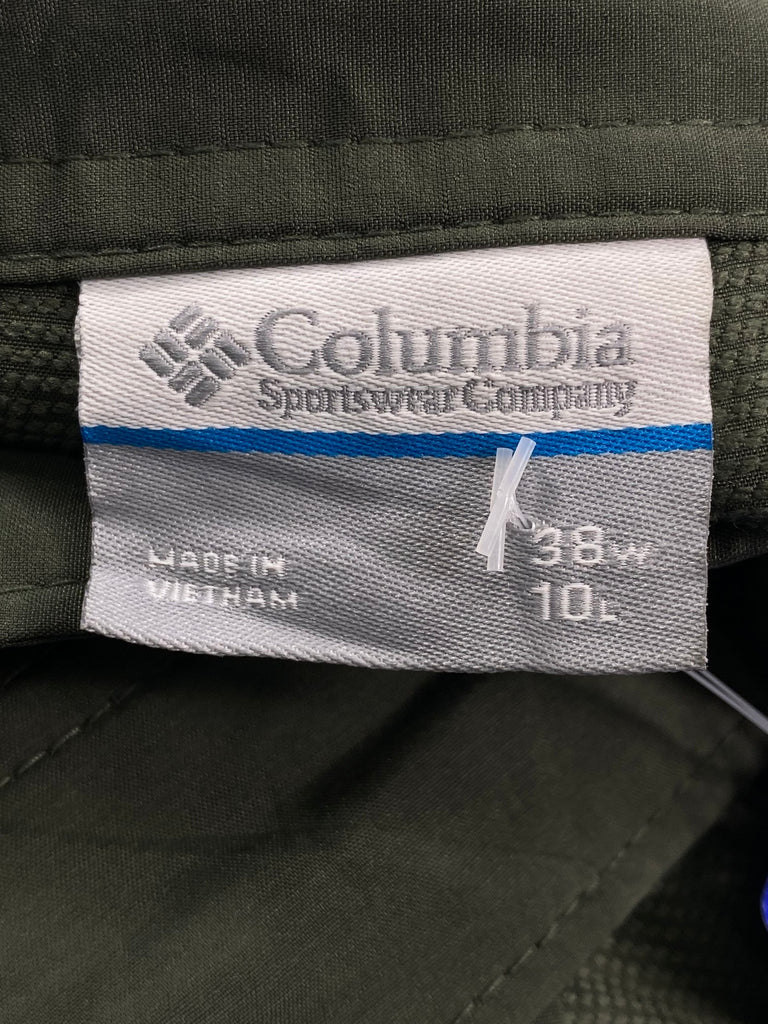 Columbia
Sportswear Company
MADE IN
VIETNAM
38W
10L